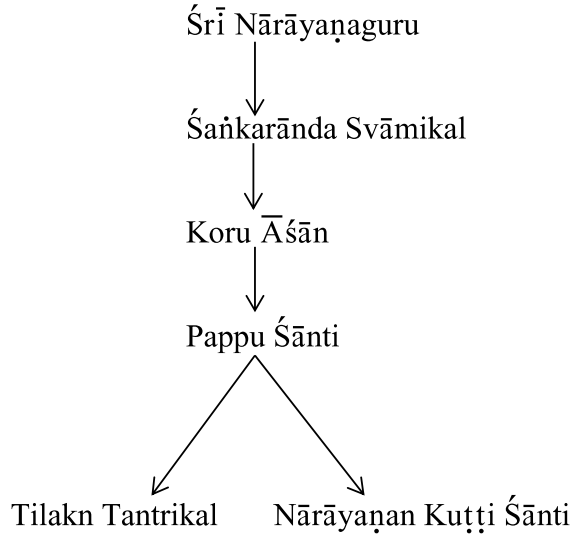 Śrī Nārāyaṇaguru
Śaṅkarānda Svāmikal
Koru Āśān
Pappu Śānti
Tilakn Tantrikal
Nārāyaṇan Kuṭṭi Śānti